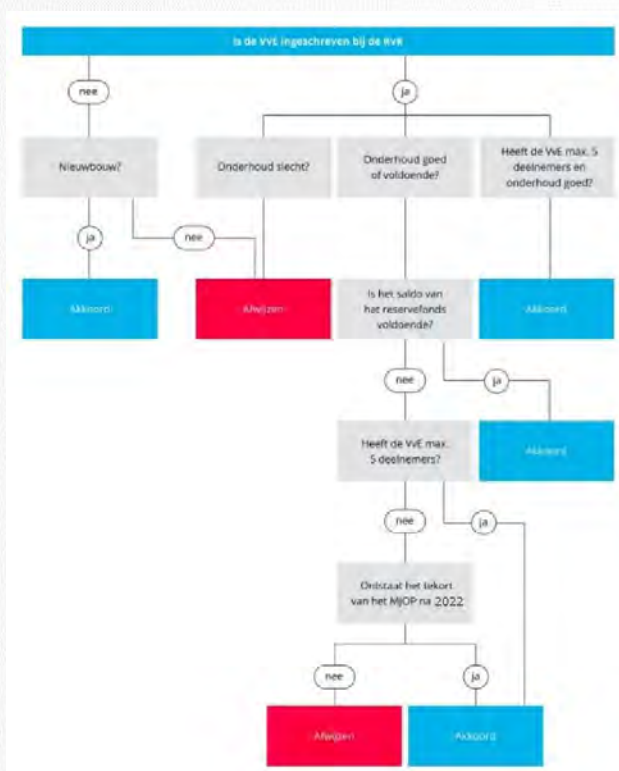 Is de VvE ingeschreven bij de KvK
nee
ja
Nieuwbouw?
Onderhoud slecht?
Onderhoud goed
of voldoende?
Heeft de VvE max. 5
deelnemers en
onderhoud goed?
ja
nee
Akkoord
Afwijzen
Is het saldo van
het reservefonds
voldoende?
Akkoord
nee
ja
Heeft de VvE max.
5 deelnemers?
Akkoord
nee
ja
Ontstaat het tekort
van het MJOP na 2022
nee
ja
Afwijzen
Akkoord